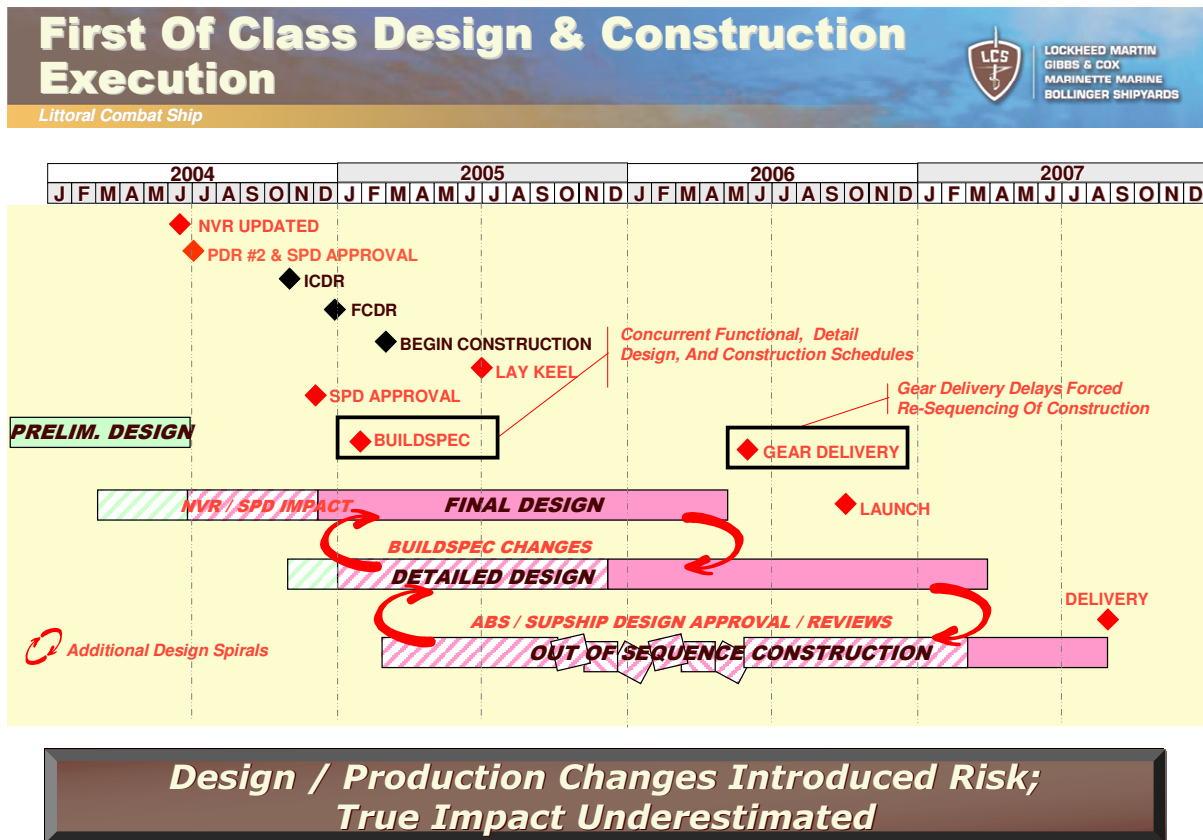 First Of Class Design & Construction
Execution
Littoral Combat Ship
LCS
LOCKHEED MARTIN
GIBBS & COX
MARINETTE MARINE
BOLLINGER SHIPYARDS
2004 2005 2006 2007
J F M A M J J A S O N D J F M A M J J A S O N D J F M A M J J A S O N D J F M A M J J A S O N D
NVR UPDATED
PDR #2 & SPD APPROVAL
ICDR
FCDR
BEGIN CONSTRUCTION
Concurrent Functional, Detail
Design, And Construction Schedules
LAY KEEL
SPD APPROVAL
Gear Delivery Delays Forced
Re-Sequencing Of Construction
PRELIM. DESIGN
BUILDSPEC
GEAR DELIVERY
NVR / SPD IMPACT
FINAL DESIGN
LAUNCH
BUILDSPEC CHANGES
DETAILED DESIGN
DELIVERY
ABS / SUPSHIP DESIGN APPROVAL / REVIEWS
Additional Design Spirals
OUT OF SEQUENCE CONSTRUCTION
Design / Production Changes Introduced Risk;
True Impact Underestimated